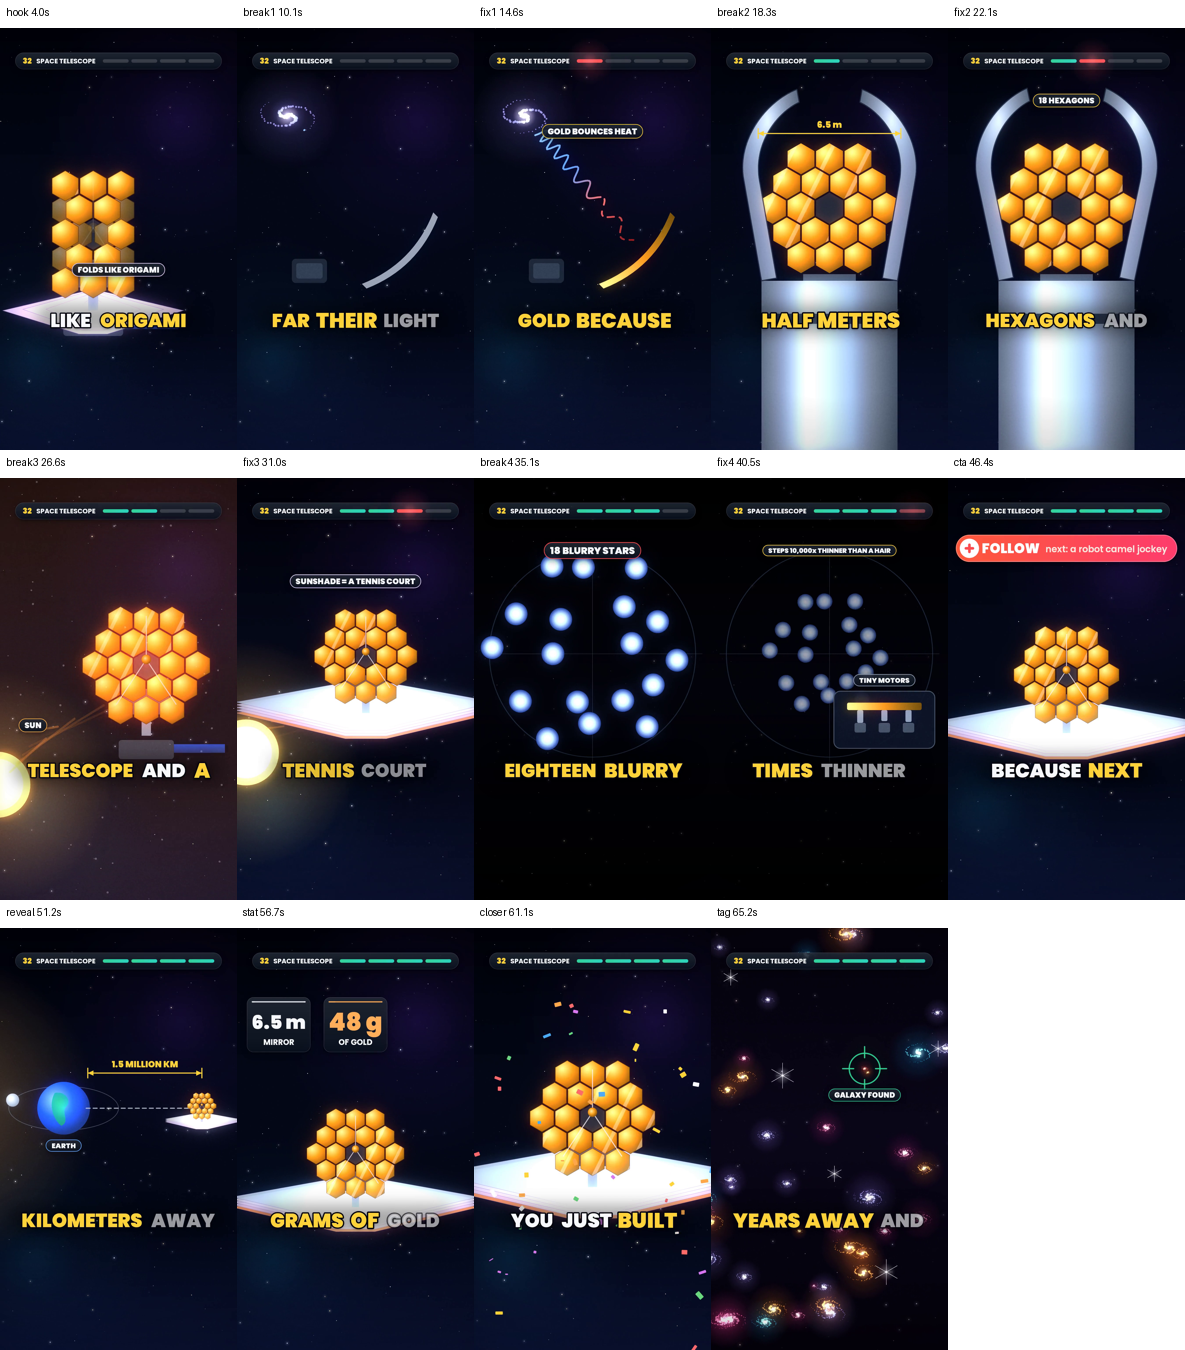 hook 4.0s
32 SPACE TELESCOPE
FOLDS LIKE ORIGAMI
LIKE ORIGAMI
break1 10.1s
32 SPACE TELESCOPE
FAR THEIR LIGHT
fix1 14.6s
32 SPACE TELESCOPE
GOLD BOUNCES HEAT
GOLD BECAUSE
break2 18.3s
32 SPACE TELESCOPE
6.5 m
HALF METERS
fix2 22.1s
32 SPACE TELESCOPE
18 HEXAGONS
HEXAGONS AND
break3 26.6s
32 SPACE TELESCOPE
SUN
TELESCOPE AND A
fix3 31.0s
32 SPACE TELESCOPE
SUNSHADE = A TENNIS COURT
TENNIS COURT
break4 35.1s
32 SPACE TELESCOPE
18 BLURRY STARS
EIGHTEEN BLURRY
fix4 40.5s
32 SPACE TELESCOPE
STEPS 10,000x THINNER THAN A HAIR
TINY MOTORS
TIMES THINNER
cta 46.4s
32 SPACE TELESCOPE
FOLLOW next: a robot camel jockey
BECAUSE NEXT
reveal 51.2s
32 SPACE TELESCOPE
1.5 MILLION KM
EARTH
KILOMETERS AWAY
stat 56.7s
32 SPACE TELESCOPE
6.5 m
MIRROR
48 g
OF GOLD
GRAMS OF GOLD
closer 61.1s
32 SPACE TELESCOPE
YOU JUST BUILT
tag 65.2s
32 SPACE TELESCOPE
GALAXY FOUND
YEARS AWAY AND